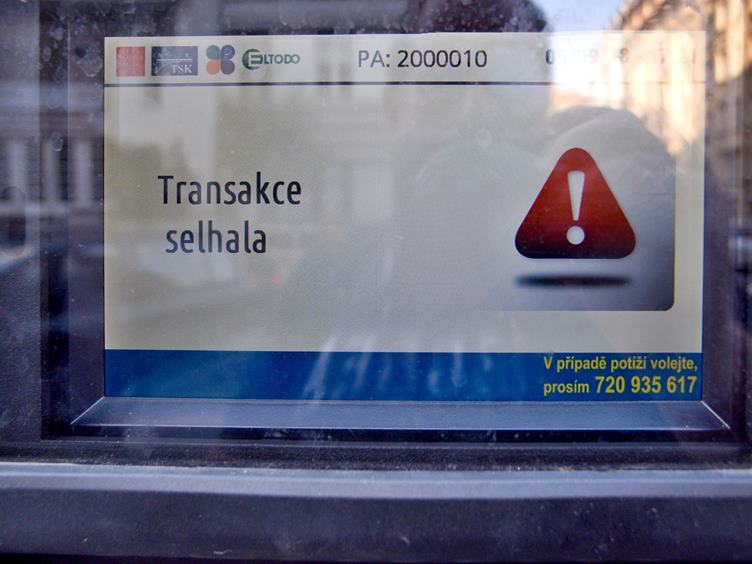 TSK ELTODO PA: 2000010
Transakce
selhala
V případě potíží volejte,
prosím 720 935 617